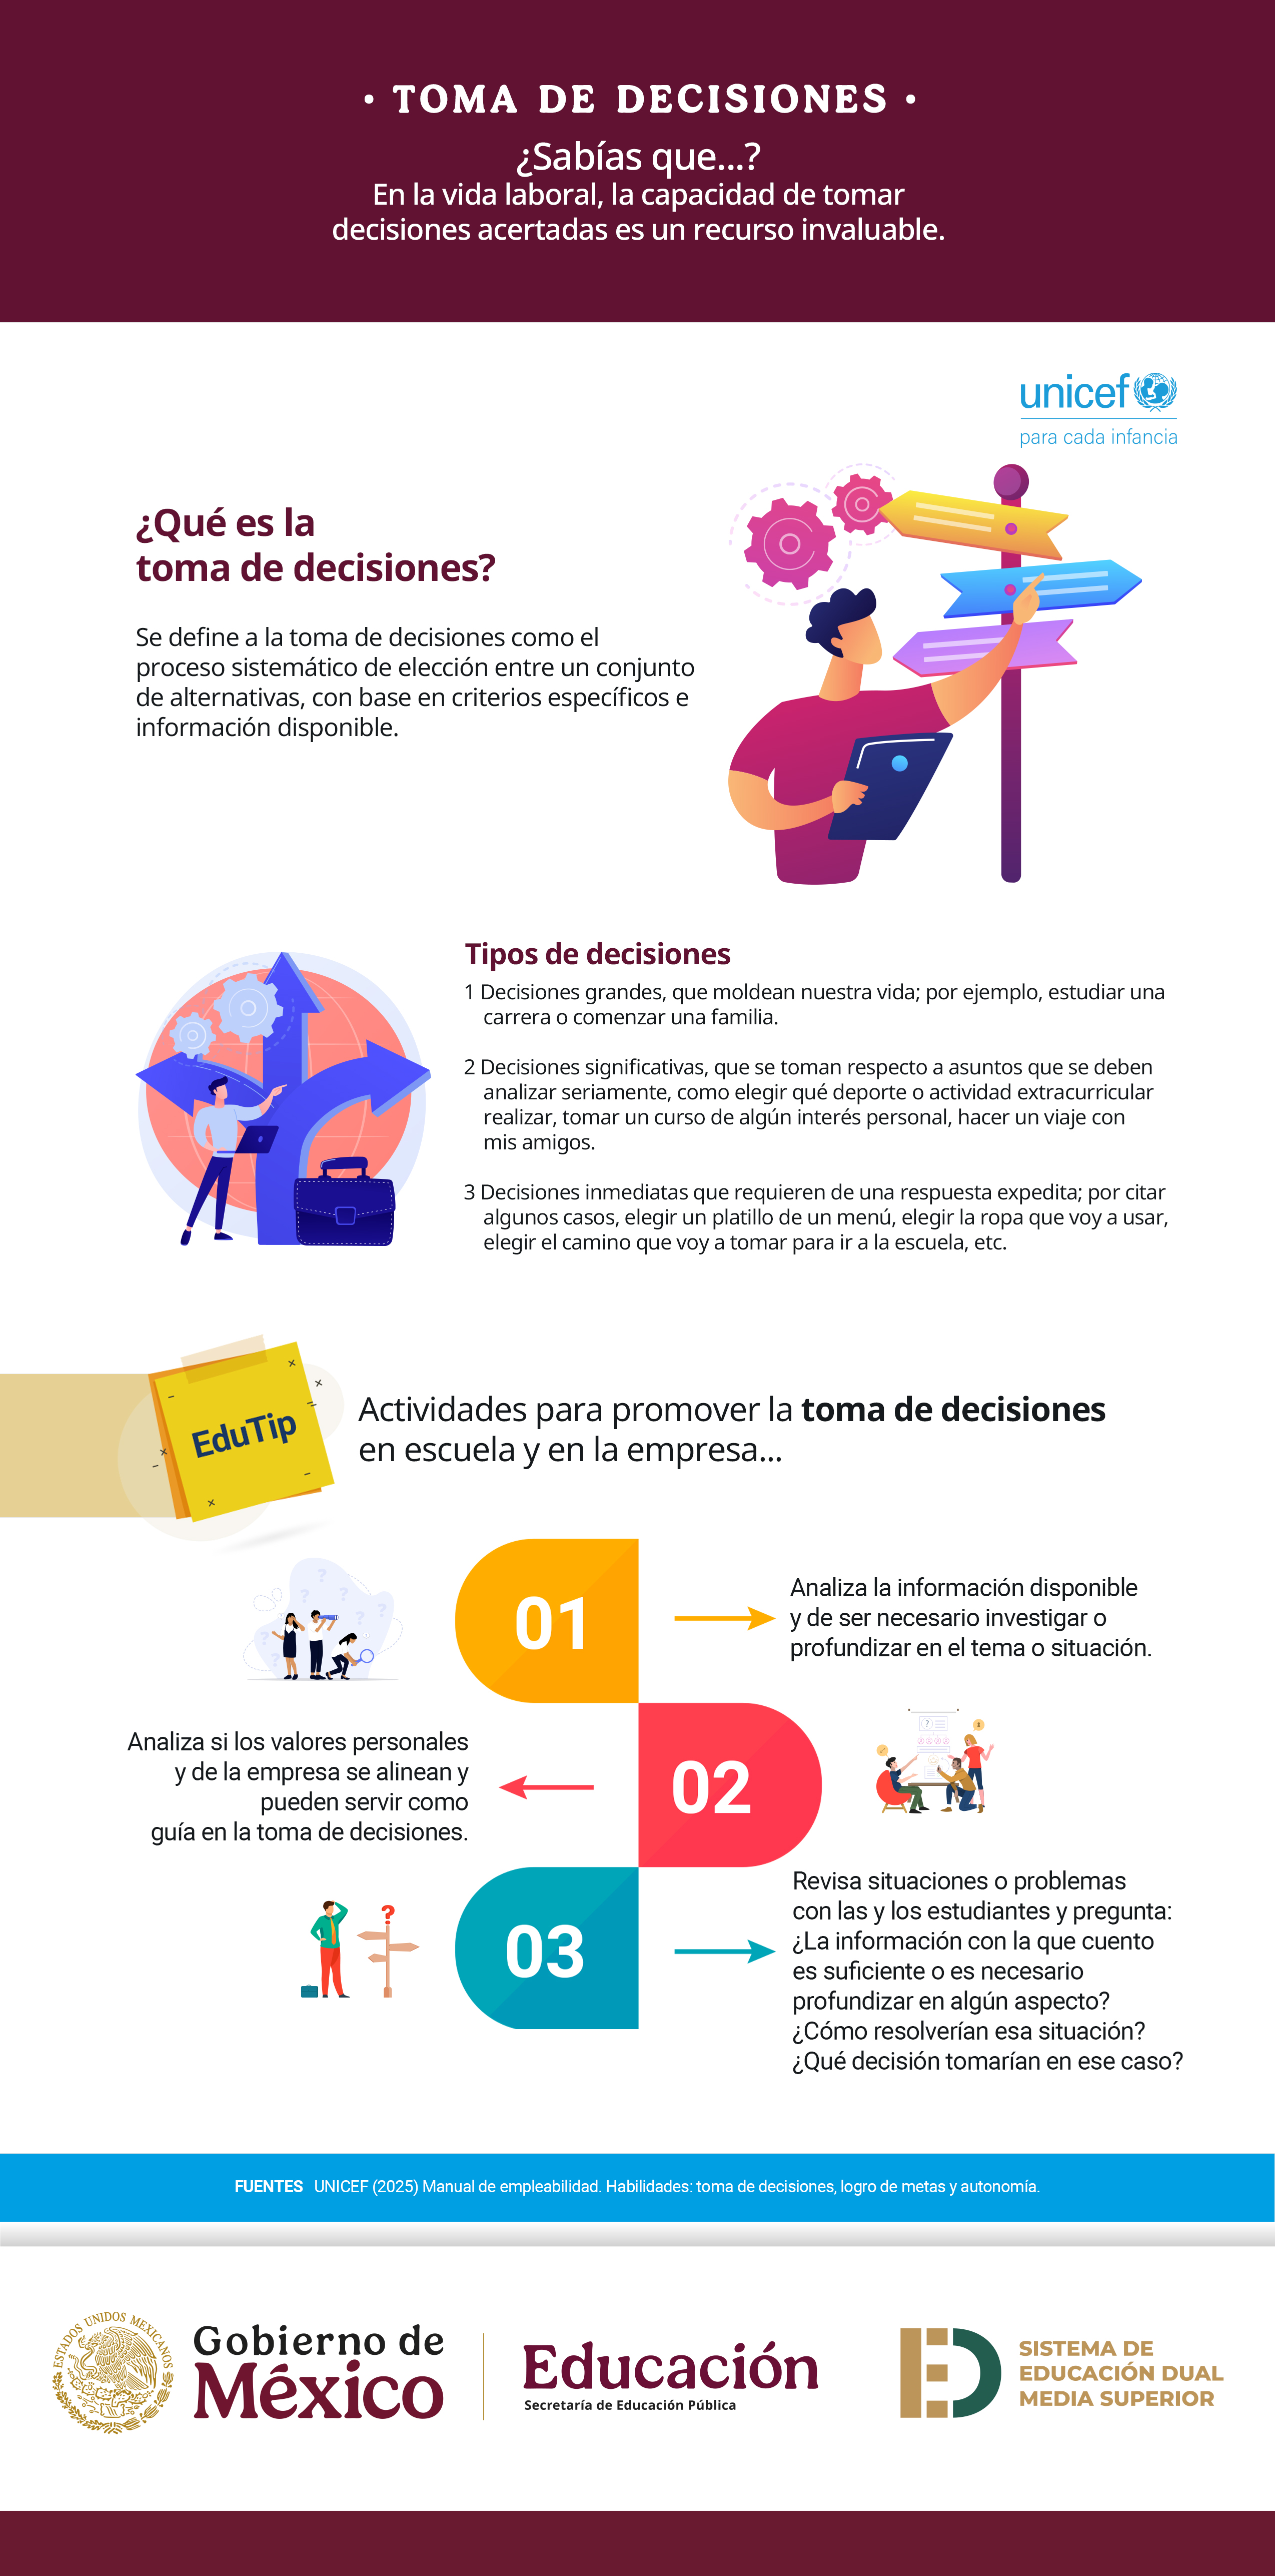 • TOMA DE DECISIONES •
¿Sabías que...?
En la vida laboral, la capacidad de tomar
decisiones acertadas es un recurso invaluable.
unicef
para cada infancia
¿Qué es la
toma de decisiones?
Se define a la toma de decisiones como el
proceso sistemático de elección entre un conjunto
de alternativas, con base en criterios específicos e
información disponible.
Tipos de decisiones
1 Decisiones grandes, que moldean nuestra vida; por ejemplo, estudiar una
carrera o comenzar una familia.
2 Decisiones significativas, que se toman respecto a asuntos que se deben
analizar seriamente, como elegir qué deporte o actividad extracurricular
realizar, tomar un curso de algún interés personal, hacer un viaje con
mis amigos.
3 Decisiones inmediatas que requieren de una respuesta expedita; por citar
algunos casos, elegir un platillo de un menú, elegir la ropa que voy a usar,
elegir el camino que voy a tomar para ir a la escuela, etc.
EduTip
Actividades para promover la toma de decisiones
en escuela y en la empresa...
01
Analiza la información disponible
y de ser necesario investigar o
profundizar en el tema o situación.
Analiza si los valores personales
y de la empresa se alinean y
pueden servir como
guía en la toma de decisiones.
02
03
Revisa situaciones o problemas
con las y los estudiantes y pregunta:
¿La información con la que cuento
es suficiente o es necesario
profundizar en algún aspecto?
¿Cómo resolverían esa situación?
¿Qué decisión tomarían en ese caso?
FUENTES UNICEF (2025) Manual de empleabilidad. Habilidades: toma de decisiones, logro de metas y autonomía.
ESTADOS UNIDOS MEXICANOS
Gobierno de
México
Educación
Secretaría de Educación Pública
SISTEMA DE
EDUCACIÓN DUAL
MEDIA SUPERIOR